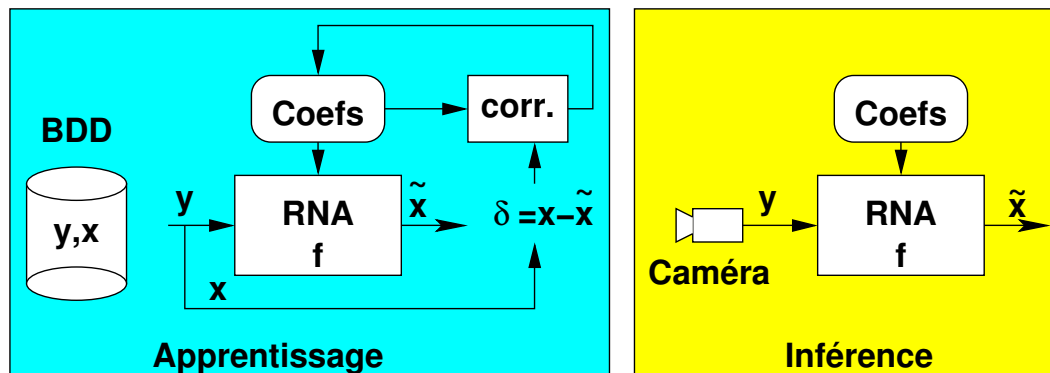 BDD
y,x
Coefs
corr.
y
RNA
f
x̃
δ =x−x̃
x
Apprentissage
Coefs
y
RNA
f
x̃
Caméra
Inférence